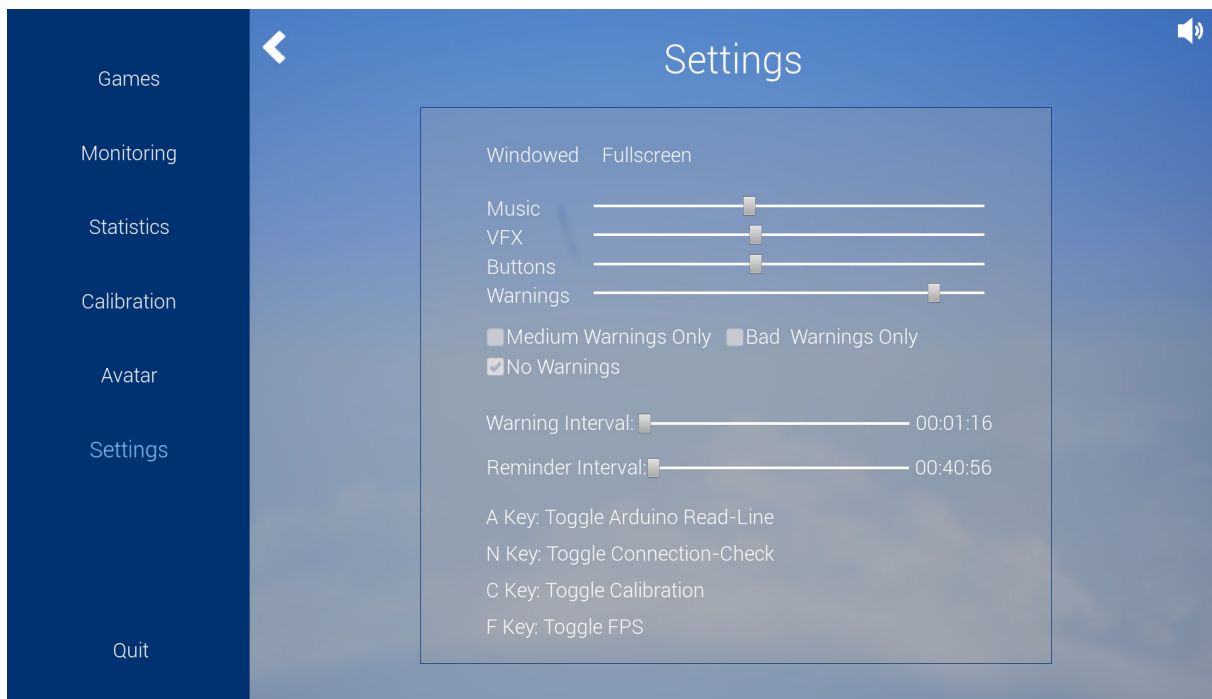 Games
Monitoring
Statistics
Calibration
Avatar
Settings
Quit
Settings
Windowed Fullscreen
Music
VFX
Buttons
Warnings
Medium Warnings Only Bad Warnings Only
No Warnings
Warning Interval: 00:01:16
Reminder Interval: 00:40:56
A Key: Toggle Arduino Read-Line
N Key: Toggle Connection-Check
C Key: Toggle Calibration
F Key: Toggle FPS